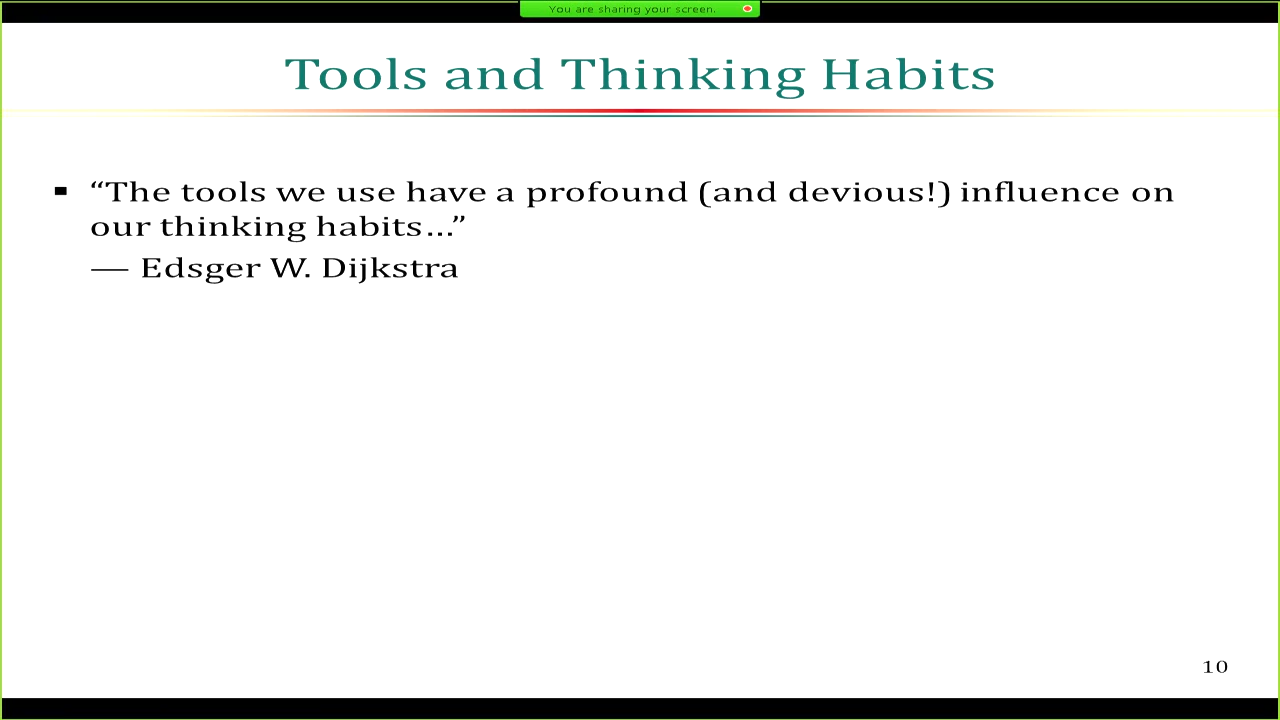 You are sharing your screen.
Tools and Thinking Habits
“The tools we use have a profound (and devious!) influence on
our thinking habits…”
— Edsger W. Dijkstra
10